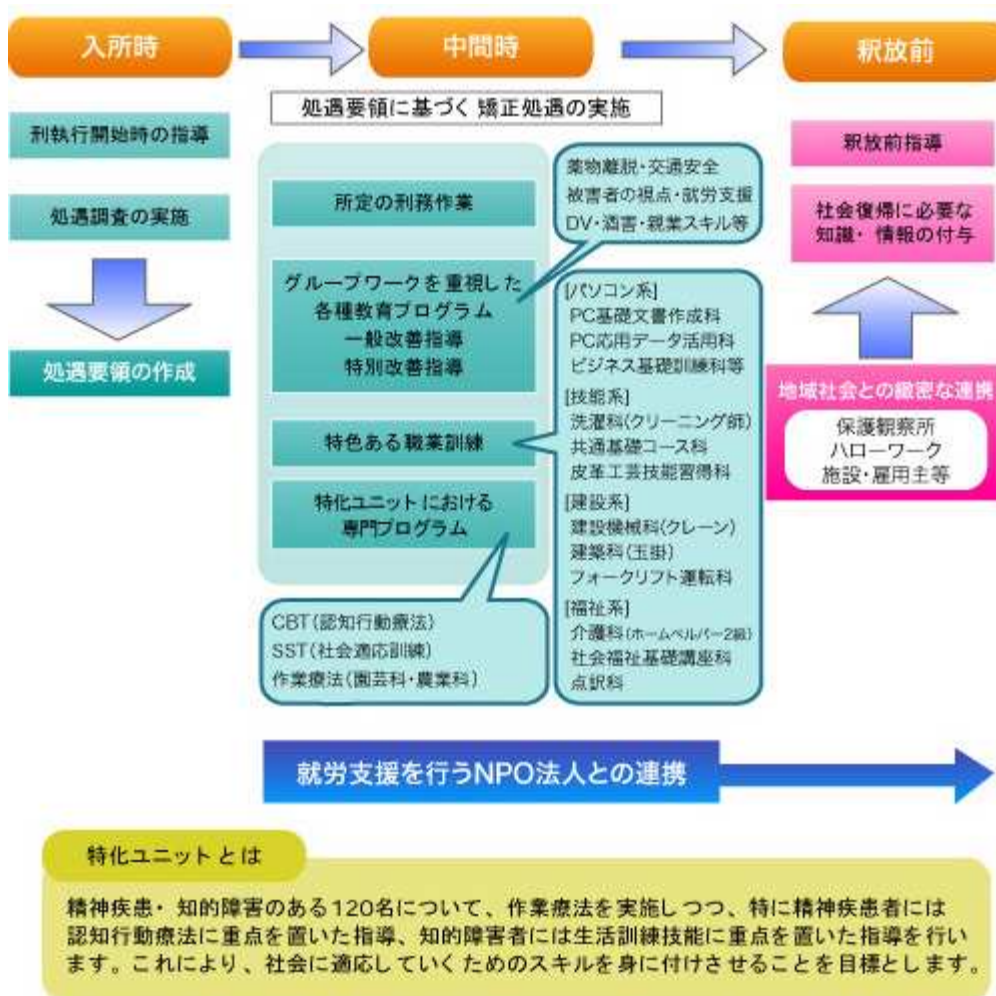 入所時
中間時
釈放前
処遇要領に基づく矯正処遇の実施
刑執行開始時の指導
処遇調査の実施
処遇要領の作成
所定の刑務作業
グループワークを重視した
各種教育プログラム
一般改善指導
特別改善指導
特色ある職業訓練
特化ユニットにおける
専門プログラム
薬物離脱・交通安全
被害者の視点・就労支援
DV・酒害・親業スキル等
[パソコン系]
PC基礎文書作成科
PC応用データ活用科
ビジネス基礎訓練科等
[技能系]
洗濯科(クリーニング師)
共通基礎コース科
皮革工芸技能習得科
[建設系]
建設機械科(クレーン)
建築科(玉掛)
フォークリフト運転科
[福祉系]
介護科(ホームヘルパー2級)
社会福祉基礎講座科
点訳科
CBT(認知行動療法)
SST(社会適応訓練)
作業療法(園芸科・農業科)
釈放前指導
社会復帰に必要な
知識・情報の付与
地域社会との緻密な連携
保護観察所
ハローワーク
施設・雇用主等
就労支援を行うNPO法人との連携
特化ユニットとは
精神疾患・知的障害のある120名について、作業療法を実施しつつ、特に精神疾患者には
認知行動療法に重点を置いた指導、知的障害者には生活訓練技能に重点を置いた指導を行い
ます。これにより、社会に適応していくためのスキルを身に付けさせることを目標とします。